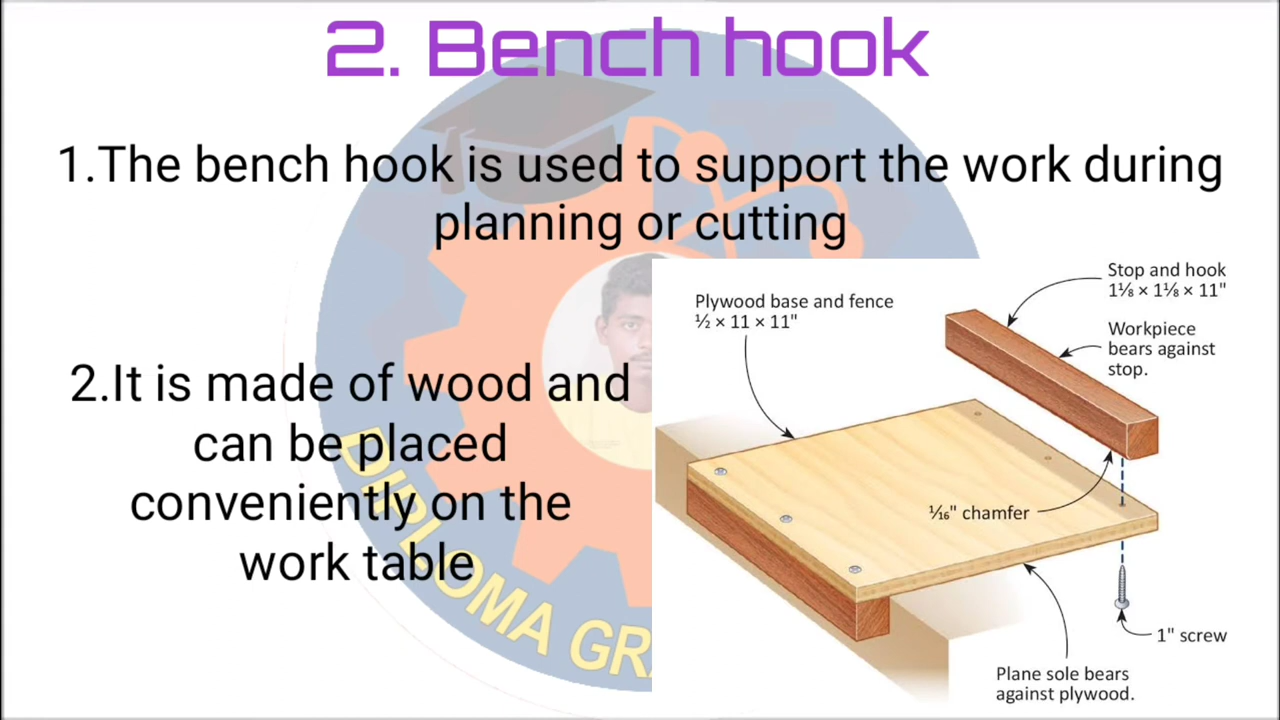 2. Bench hook
1.The bench hook is used to support the work during
planning or cutting
2.It is made of wood and
can be placed
conveniently on the
work table
Plywood base and fence
½ × 11 × 11"
Stop and hook
1⅛ × 1⅛ × 11"
Workpiece
bears against
stop.
1⁄16" chamfer
1" screw
Plane sole bears
against plywood.
DIPLOMA